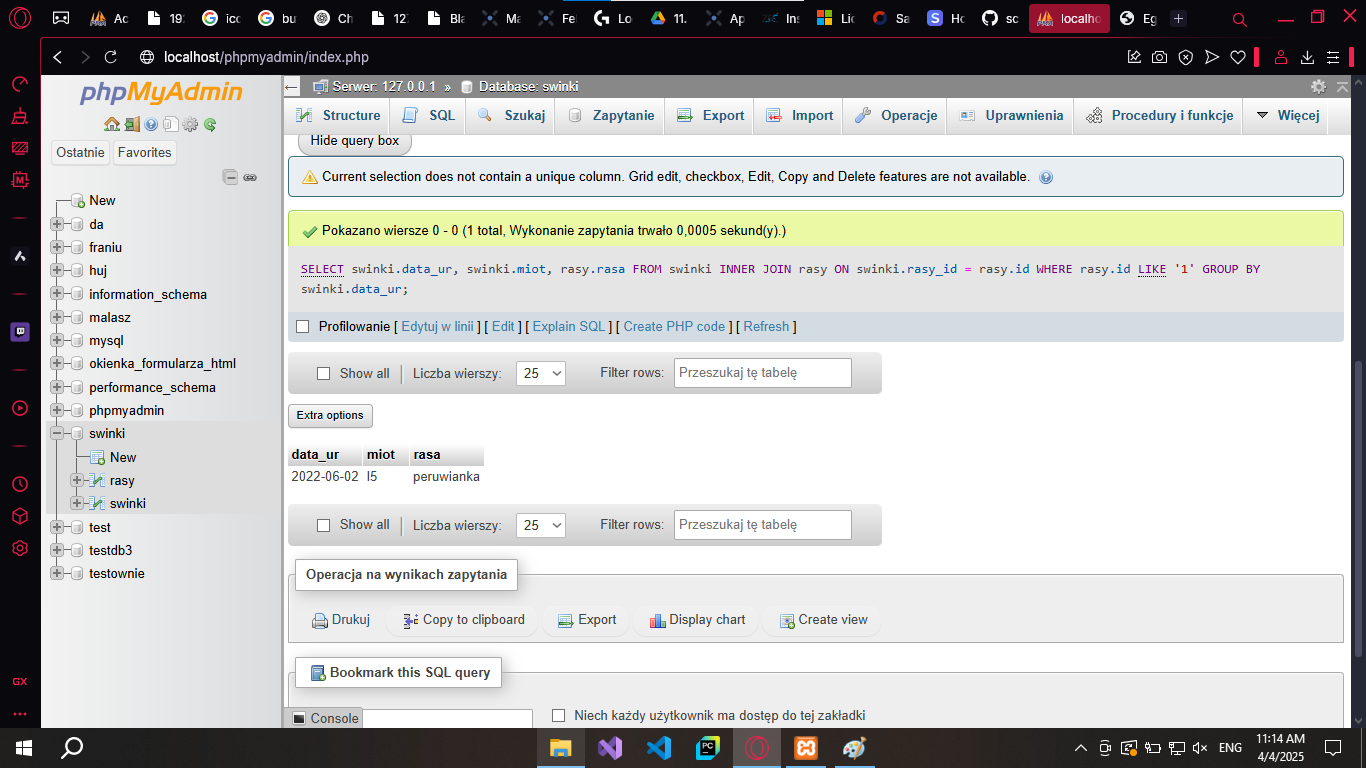 Ac
192
icc
bu
Ch
127
Bla
Ma
Fel
Lo
11.
Ap
Ins
Lic
Sa
Ho
sc
localho
Eg
localhost/phpmyadmin/index.php
phpMyAdmin
Ostatnie
Favorites
New
da
franiu
huj
information_schema
malasz
mysql
okienka_formularza_html
performance_schema
phpmyadmin
swinki
New
rasy
swinki
test
testdb3
testownie
GX
Serwer: 127.0.0.1 » Database: swinki
Structure SQL Szukaj Zapytanie Export Import Operacje Uprawnienia Procedury i funkcje Więcej
Hide query box
Current selection does not contain a unique column. Grid edit, checkbox, Edit, Copy and Delete features are not available.
Pokazano wiersze 0 - 0 (1 total, Wykonanie zapytania trwało 0,0005 sekund(y).)
SELECT swinki.data_ur, swinki.miot, rasy.rasa FROM swinki INNER JOIN rasy ON swinki.rasy_id = rasy.id WHERE rasy.id LIKE '1' GROUP BY
swinki.data_ur;
Profilowanie [ Edytuj w linii ] [ Edit ] [ Explain SQL ] [ Create PHP code ] [ Refresh ]
Show all | Liczba wierszy: 25 Filter rows: Przeszukaj tę tabelę
Extra options
data_ur miot rasa
2022-06-02 I5 peruwianka
Show all | Liczba wierszy: 25 Filter rows: Przeszukaj tę tabelę
Operacja na wynikach zapytania
Drukuj Copy to clipboard Export Display chart Create view
Bookmark this SQL query
Console
Niech każdy użytkownik ma dostęp do tej zakładki
PC
ENG
11:14 AM
4/4/2025